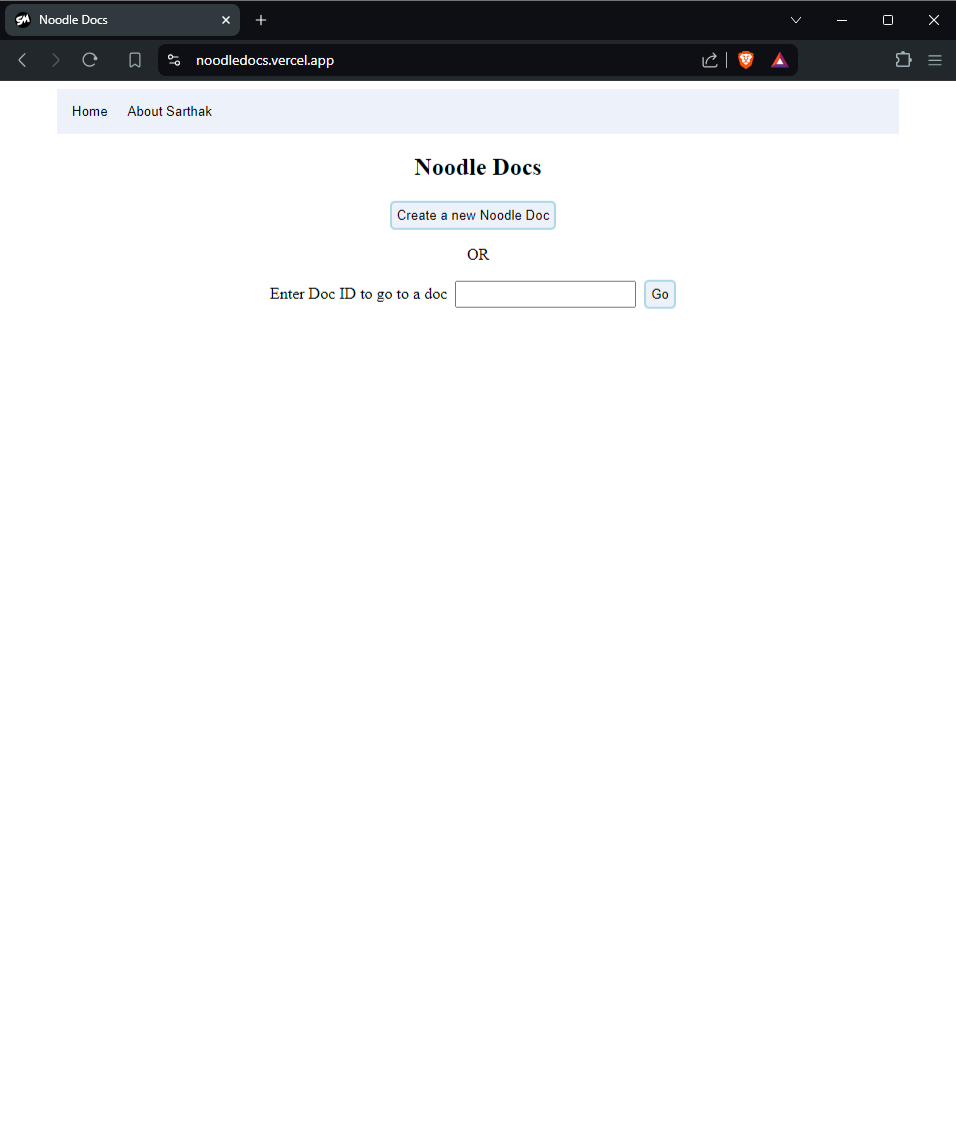 SM Noodle Docs
noodledocs.vercel.app
Home About Sarthak
Noodle Docs
Create a new Noodle Doc
OR
Enter Doc ID to go to a doc Go